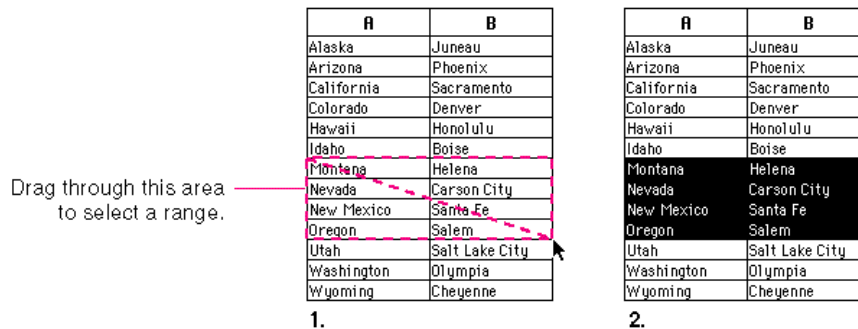 A B
Alaska Juneau
Arizona Phoenix
California Sacramento
Colorado Denver
Hawaii Honolulu
Idaho Boise
Montana Helena
Nevada Carson City
New Mexico Santa Fe
Oregon Salem
Utah Salt Lake City
Washington Olympia
Wyoming Cheyenne
1.
Drag through this area
to select a range.
A B
Alaska Juneau
Arizona Phoenix
California Sacramento
Colorado Denver
Hawaii Honolulu
Idaho Boise
Montana Helena
Nevada Carson City
New Mexico Santa Fe
Oregon Salem
Utah Salt Lake City
Washington Olympia
Wyoming Cheyenne
2.